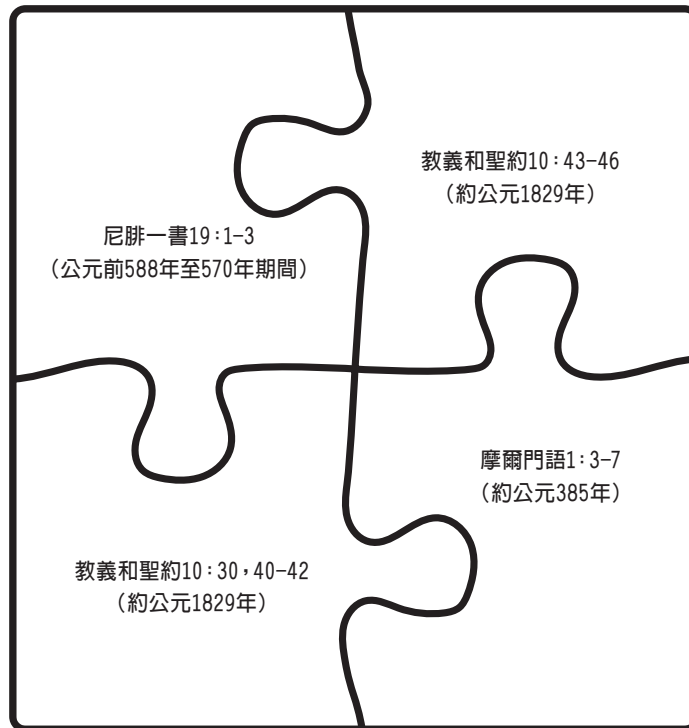 教義和聖約10：43–46
（約公元1829年）
尼腓一書19：1–3
（公元前588年至570年期間）
摩爾門語1：3–7
（約公元385年）
教義和聖約10：30，40–42
（約公元1829年）